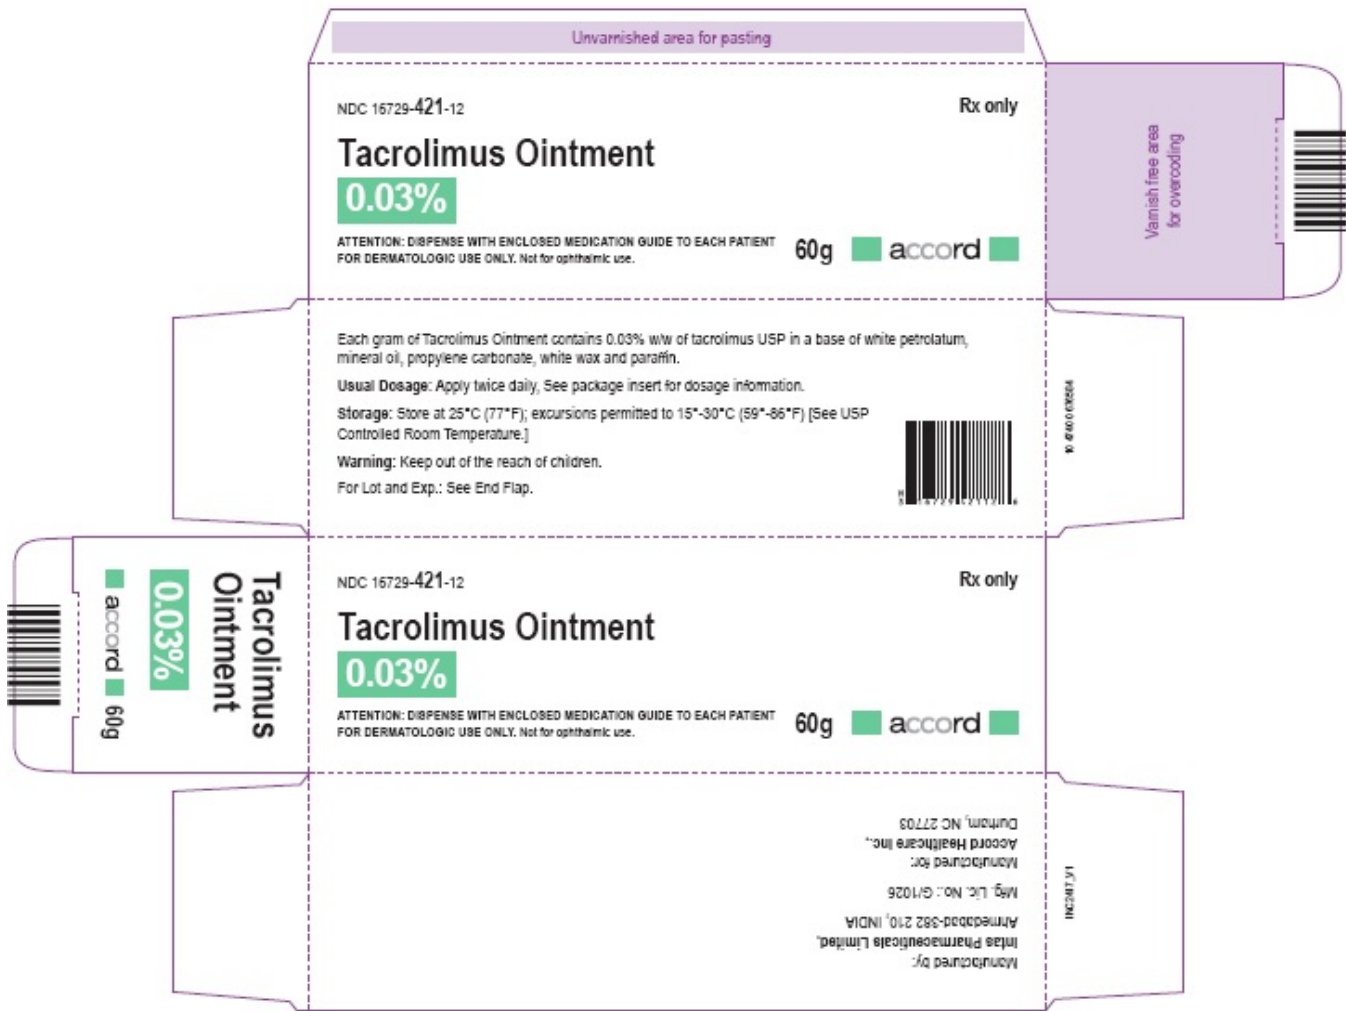 Unvarnished area for pasting
NDC 16729-421-12
Rx only
Tacrolimus Ointment
0.03%
ATTENTION: DISPENSE WITH ENCLOSED MEDICATION GUIDE TO EACH PATIENT
FOR DERMATOLOGIC USE ONLY. Not for ophthalmic use.
60g
accord
Varnish free area
for overcoding
Each gram of Tacrolimus Ointment contains 0.03% w/w of tacrolimus USP in a base of white petrolatum,
mineral oil, propylene carbonate, white wax and paraffin.
Usual Dosage: Apply twice daily, See package insert for dosage information.
Storage: Store at 25°C (77°F); excursions permitted to 15°-30°C (59°-86°F) [See USP
Controlled Room Temperature.]
Warning: Keep out of the reach of children.
For Lot and Exp.: See End Flap.
Tacrolimus
Ointment
0.03%
accord
60g
NDC 16729-421-12
Rx only
Tacrolimus Ointment
0.03%
ATTENTION: DISPENSE WITH ENCLOSED MEDICATION GUIDE TO EACH PATIENT
FOR DERMATOLOGIC USE ONLY. Not for ophthalmic use.
60g
accord
Manufactured by:
Intas Pharmaceuticals Limited,
Ahmedabad-382 210, INDIA
Mfg. Lic. No.: G/1026
Manufactured for:
Accord Healthcare Inc.,
Durham, NC 27703